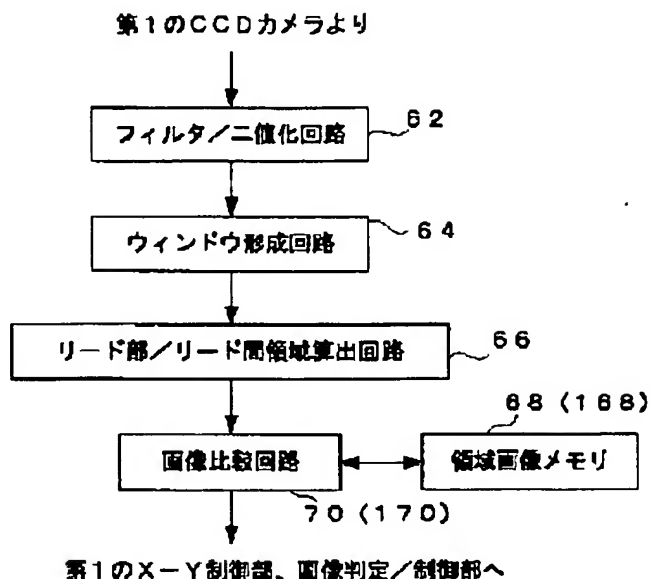 第1のCCDカメラより
フィルタ/二値化回路
62
ウィンドウ形成回路
64
リード部/リード間領域算出回路
66
68(168)
画像比較回路
領域画像メモリ
70(170)
第1のX-Y制御部、画像判定/制御部へ